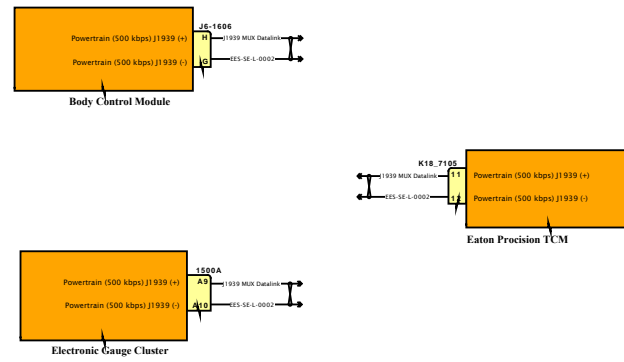 J6-1606
Powertrain (500 kbps) J1939 (+) H J1939 MUX Datalink
Powertrain (500 kbps) J1939 (-) G EES-SE-L-0002
Body Control Module
K18_7105
J1939 MUX Datalink 11 Powertrain (500 kbps) J1939 (+)
EES-SE-L-0002 12 Powertrain (500 kbps) J1939 (-)
Eaton Procision TCM
1500A
Powertrain (500 kbps) J1939 (+) A9 J1939 MUX Datalink
Powertrain (500 kbps) J1939 (-) A10 EES-SE-L-0002
Electronic Gauge Cluster